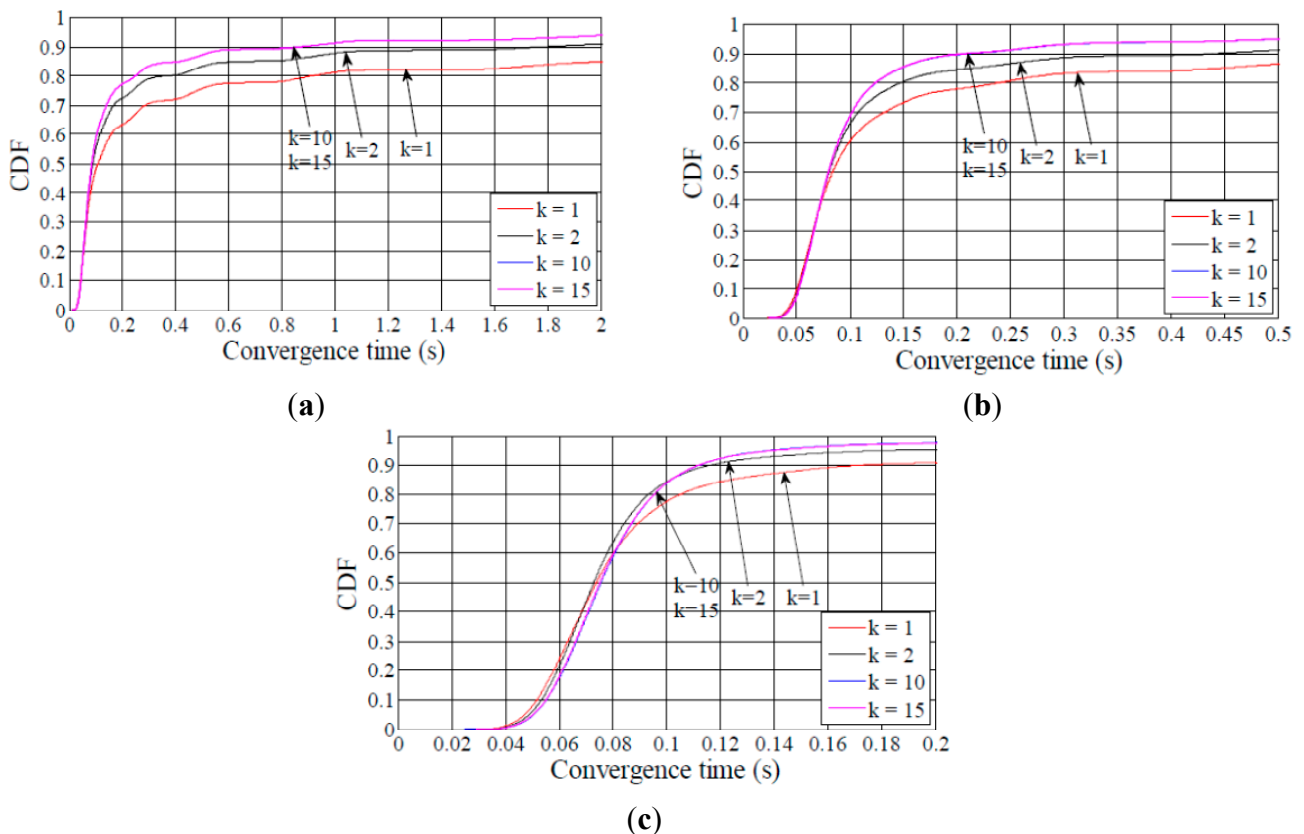 1
0.9
0.8
0.7
0.6
0.5
0.4
0.3
0.2
0.1
0
CDF
k=10
k=15
k=2
k=1
k = 1
k = 2
k = 10
k = 15
0 0.2 0.4 0.6 0.8 1 1.2 1.4 1.6 1.8 2
Convergence time (s)
(a)
1
0.9
0.8
0.7
0.6
0.5
0.4
0.3
0.2
0.1
0
CDF
k=10
k=15
k=2
k=1
k = 1
k = 2
k = 10
k = 15
0 0.05 0.1 0.15 0.2 0.25 0.3 0.35 0.4 0.45 0.5
Convergence time (s)
(b)
1
0.9
0.8
0.7
0.6
0.5
0.4
0.3
0.2
0.1
0
CDF
k=10
k=15
k=2
k=1
k = 1
k = 2
k = 10
k = 15
0 0.02 0.04 0.06 0.08 0.1 0.12 0.14 0.16 0.18 0.2
Convergence time (s)
(c)